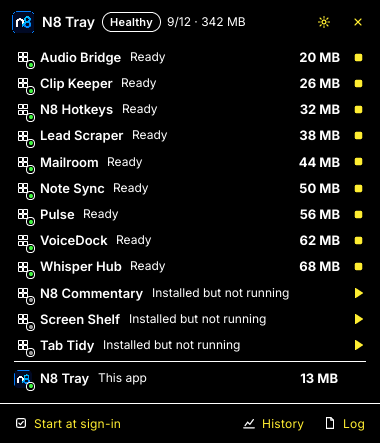 n8 N8 Tray Healthy 9/12 · 342 MB
Audio Bridge Ready 20 MB
Clip Keeper Ready 26 MB
N8 Hotkeys Ready 32 MB
Lead Scraper Ready 38 MB
Mailroom Ready 44 MB
Note Sync Ready 50 MB
Pulse Ready 56 MB
VoiceDock Ready 62 MB
Whisper Hub Ready 68 MB
N8 Commentary Installed but not running
Screen Shelf Installed but not running
Tab Tidy Installed but not running
n8 N8 Tray This app 13 MB
Start at sign-in History Log